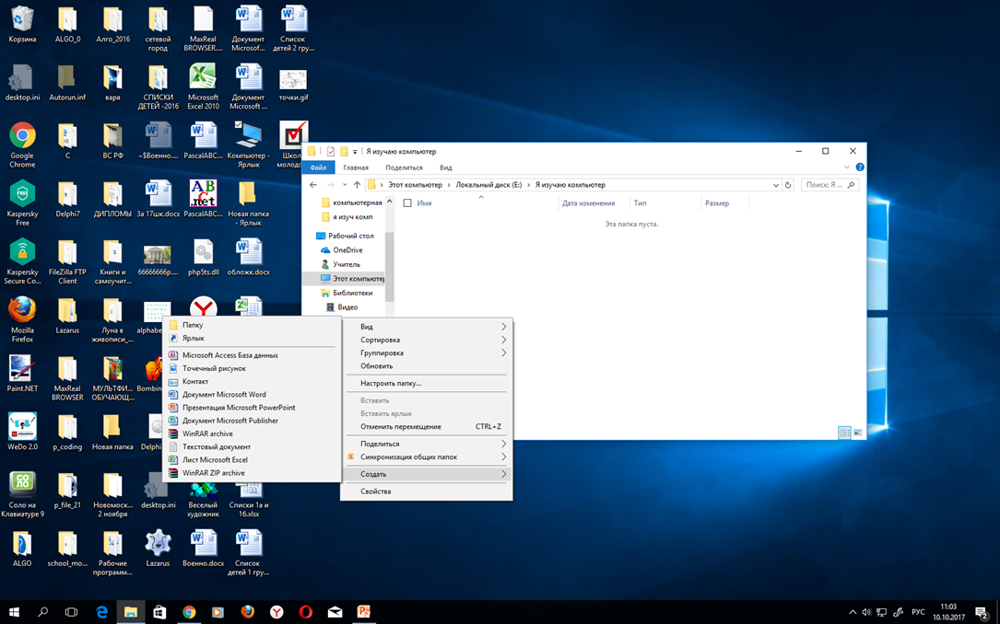 Корзина
ALGO_0
Алго_2016
сетевой
город
MaxReal
BROWSER....
Документ
Microsof...
Список
детей 2 гру...
desktop.ini
Autorun.inf
варя
СПИСКИ
ДЕТЕЙ -2016
Microsoft
Excel 2010
Документ
Microsoft ...
точки.gif
Google
Chrome
С
ВС РФ
~$Военно....
PascalABC...
Компьютер -
Ярлык
Школ
молодо
Kaspersky
Free
Delphi7
ДИПЛОМЫ
За 17шк.docx
PascalABC...
Новая папка
- Ярлык
Kaspersky
Secure Co...
FileZilla FTP
Client
Книги и
самоучит...
66666666p...
php5ts.dll
обложк.docx
Mozilla
Firefox
Lazarus
Луна в
живописи_...
alphabe
Paint.NET
MaxReal
BROWSER
МУЛЬТФИ...
ОБУЧАЮЩ...
Bombin
WeDo 2.0
p_coding
Новая папка
Delphi
Соло на
Клавиатуре 9
p_file_21
Новомоск...
2 ноября
desktop.ini
Веселый
художник
Списки 1а и
1б.xlsx
ALGO
school_mo...
Рабочие
програмm...
Lazarus
Военно.docx
Список
детей 1 гру...
Я изучаю компьютер
Файл
Главная
Поделиться
Вид
Этот компьютер
Локальный диск (E:)
Я изучаю компьютер
Поиск: Я ...
компьютерная
я изуч комп
Рабочий стол
OneDrive
Учитель
Этот компьютер
Библиотеки
Видео
Имя
Дата изменения
Тип
Размер
Эта папка пуста.
Вид
Сортировка
Группировка
Обновить
Настроить папку...
Вставить
Вставить ярлык
Отменить перемещение CTRL+Z
Поделиться
Синхронизация общих папок
Создать
Свойства
Папку
Ярлык
Microsoft Access База данных
Точечный рисунок
Контакт
Документ Microsoft Word
Презентация Microsoft PowerPoint
Документ Microsoft Publisher
WinRAR archive
Текстовый документ
Лист Microsoft Excel
WinRAR ZIP archive
РУС
11:03
10.10.2017
2